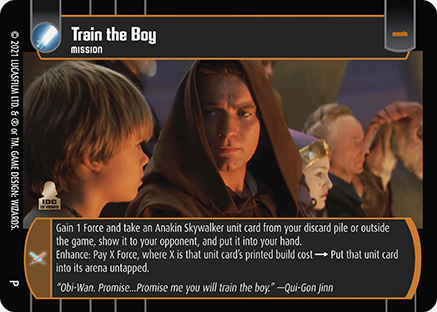 Train the Boy
MISSION
1
© 2021 LUCASFILM LTD. & ® or TM. GAME DESIGN: WIZARDS.
IDC
Gain 1 Force and take an Anakin Skywalker unit card from your discard pile or outside
the game, show it to your opponent, and put it into your hand.
Enhance: Pay X Force, where X is that unit card's printed build cost → Put that unit card
into its arena untapped.
"Obi-Wan. Promise...Promise me you will train the boy." —Qui-Gon Jinn
P